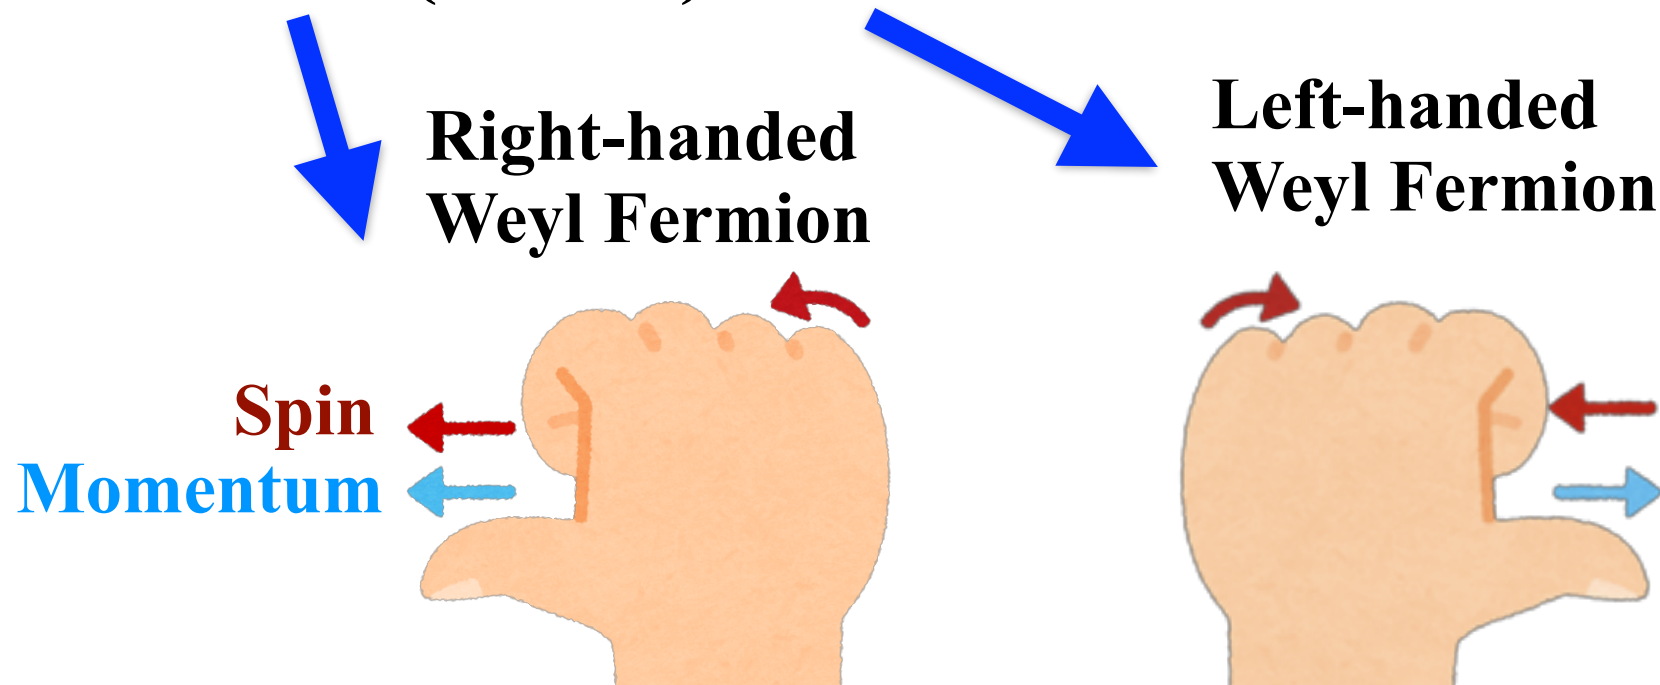 Right-handed
Weyl Fermion
Left-handed
Weyl Fermion
Spin
Momentum